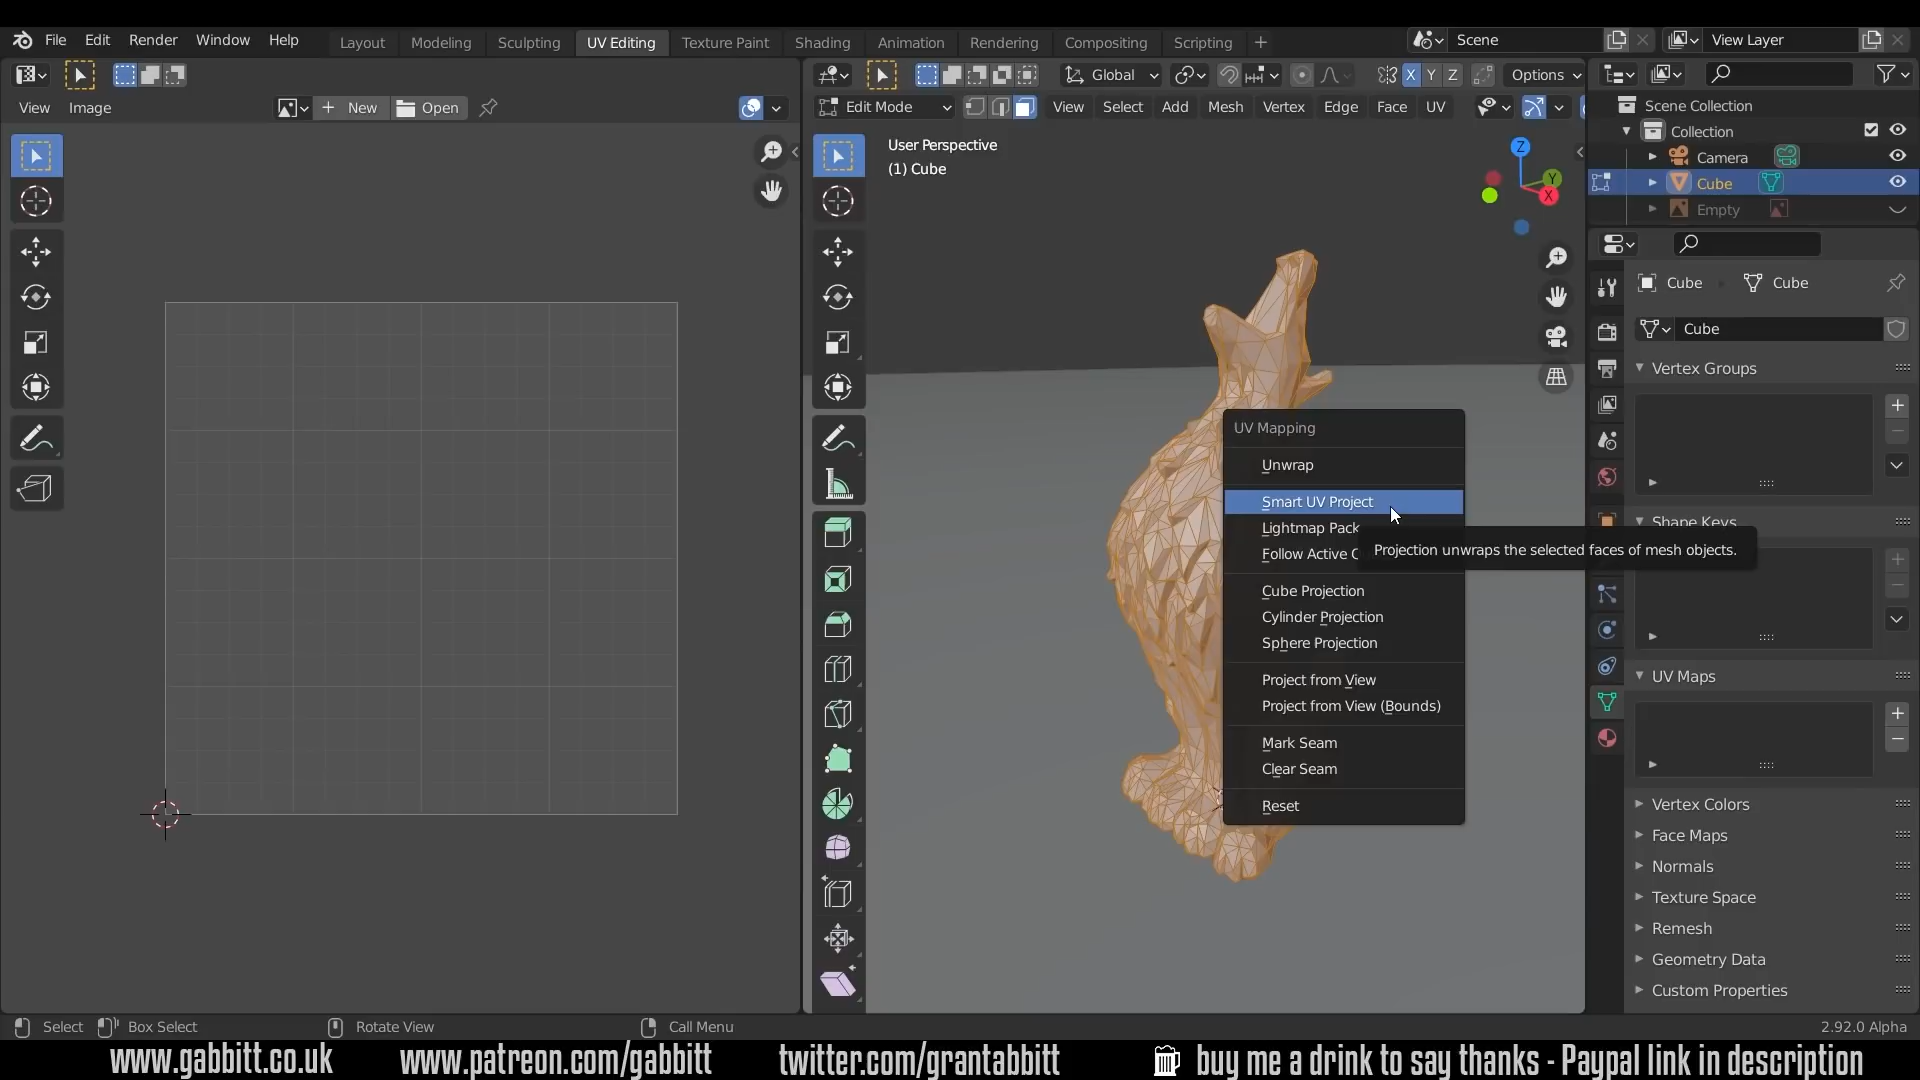 File Edit Render Window Help
Layout Modeling Sculpting UV Editing Texture Paint Shading Animation Rendering Compositing Scripting +
Scene
View Layer
Global
X Y Z
Options
View Image
New
Open
Edit Mode
View Select Add Mesh Vertex Edge Face UV
User Perspective
(1) Cube
Z
Y
X
Scene Collection
Collection
Camera
Cube
Empty
Cube
Cube
Cube
Vertex Groups
Shape Keys
UV Maps
Vertex Colors
Face Maps
Normals
Texture Space
Remesh
Geometry Data
Custom Properties
UV Mapping
Unwrap
Smart UV Project
Lightmap Pack
Follow Active
Projection unwraps the selected faces of mesh objects.
Cube Projection
Cylinder Projection
Sphere Projection
Project from View
Project from View (Bounds)
Mark Seam
Clear Seam
Reset
Select
Box Select
Rotate View
Call Menu
2.92.0 Alpha
www.gabbitt.co.uk
www.patreon.com/gabbitt
twitter.com/grantabbitt
buy me a drink to say thanks - Paypal link in description